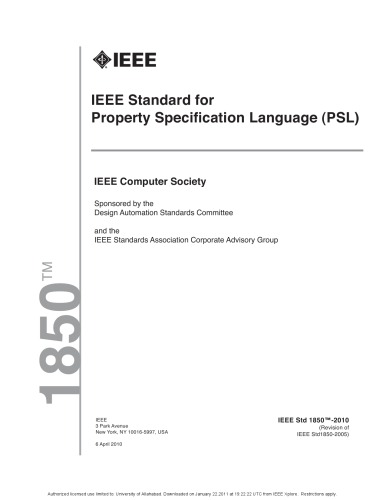 IEEE
IEEE Standard for
Property Specification Language (PSL)
IEEE Computer Society
Sponsored by the
Design Automation Standards Committee
and the
IEEE Standards Association Corporate Advisory Group
1850™
IEEE
3 Park Avenue
New York, NY 10016-5997, USA
6 April 2010
IEEE Std 1850™-2010
(Revision of
IEEE Std1850-2005)
Authorized licensed use limited to: University of Allahabad. Downloaded on January 22,2011 at 19:22:22 UTC from IEEE Xplore. Restrictions apply.